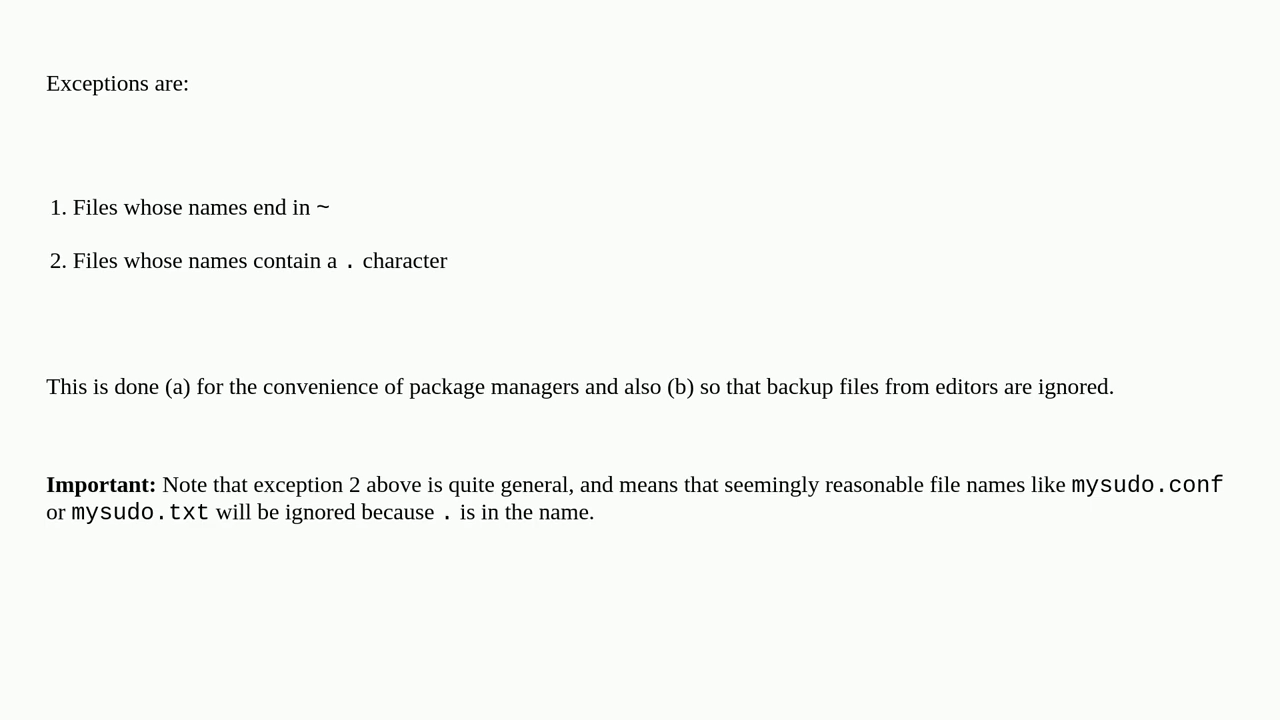 Exceptions are:
1. Files whose names end in ~
2. Files whose names contain a . character
This is done (a) for the convenience of package managers and also (b) so that backup files from editors are ignored.
Important: Note that exception 2 above is quite general, and means that seemingly reasonable file names like mysudo.conf
or mysudo.txt will be ignored because . is in the name.